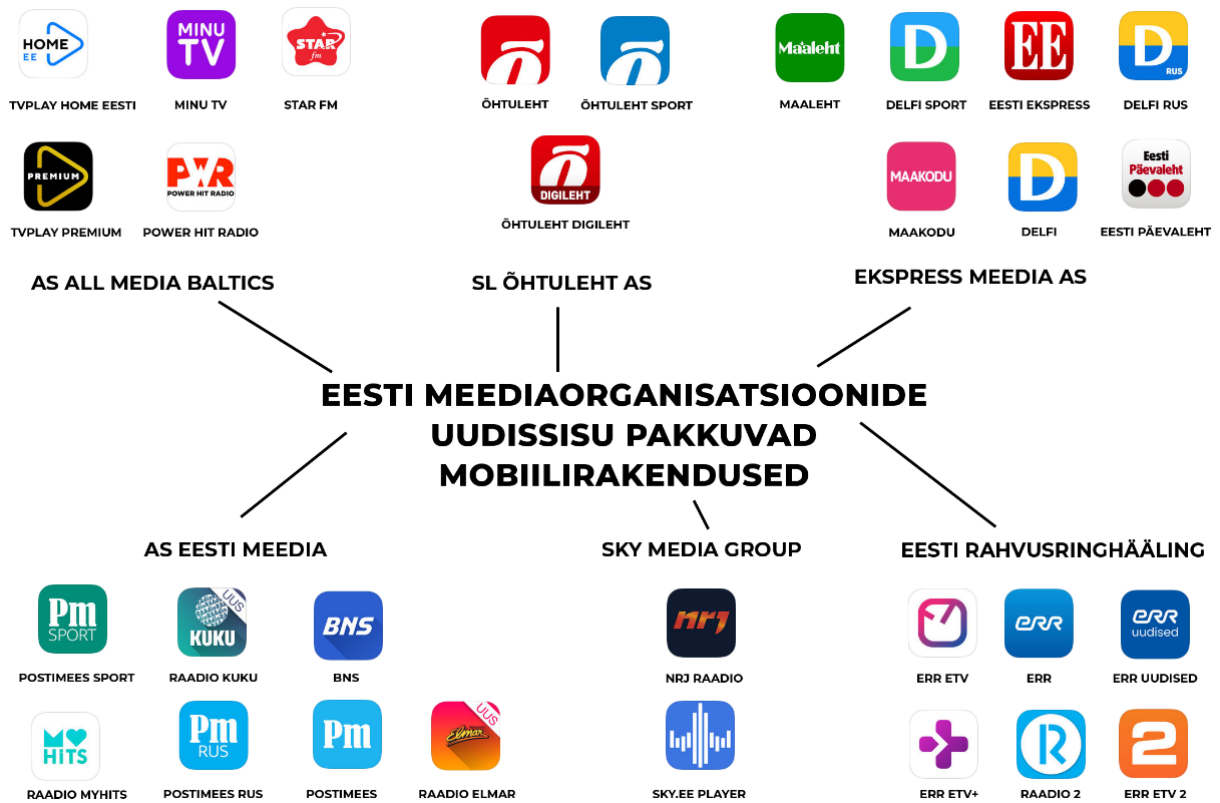 HOME
EE
MINU
TV
STAR
fm
TVPLAY HOME EESTI
MINU TV
STAR FM
PREMIUM
PWR
POWER HIT RADIO
TVPLAY PREMIUM
POWER HIT RADIO
AS ALL MEDIA BALTICS
õ
õ
ÕHTULEHT
ÕHTULEHT SPORT
õ
DIGILEHT
ÕHTULEHT DIGILEHT
SL ÕHTULEHT AS
Maaleht
D
EE
D
RUS
MAALEHT
DELFI SPORT
EESTI EKSPRESS
DELFI RUS
MAAKODU
D
Eesti
Päevaleht
MAAKODU
DELFI
EESTI PÄEVALEHT
EKSPRESS MEEDIA AS
EESTI MEEDIAORGANISATSIOONIDE
UUDISSISU PAKKUVAD
MOBIILIRAKENDUSED
AS EESTI MEEDIA
Pm
SPORT
UUS
KUKU
BNS
POSTIMEES SPORT
RAADIO KUKU
BNS
M
HITS
Pm
RUS
Pm
UUS
Elmar
RAADIO MYHITS
POSTIMEES RUS
POSTIMEES
RAADIO ELMAR
SKY MEDIA GROUP
nrj
NRJ RAADIO
SKY.EE PLAYER
EESTI RAHVUSRINGHÄÄLING
err
err
uudised
ERR ETV
ERR
ERR UUDISED
R
2
ERR ETV+
RAADIO 2
ERR ETV 2